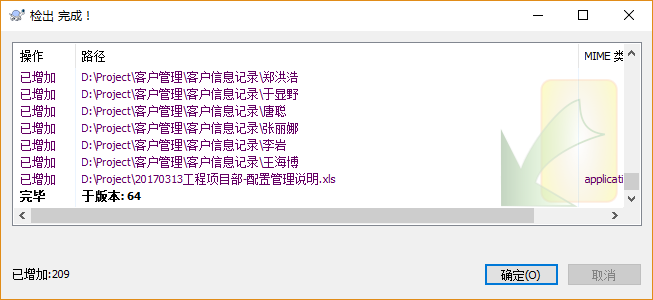 检出 完成！
操作 路径 MIME 类
已增加 D:\Project\客户管理\客户信息记录\郑洪浩
已增加 D:\Project\客户管理\客户信息记录\于显野
已增加 D:\Project\客户管理\客户信息记录\唐聪
已增加 D:\Project\客户管理\客户信息记录\张丽娜
已增加 D:\Project\客户管理\客户信息记录\李岩
已增加 D:\Project\客户管理\客户信息记录\王海博
已增加 D:\Project\20170313工程项目部-配置管理说明.xls applicati
完毕 于版本: 64
已增加:209 确定(O) 取消